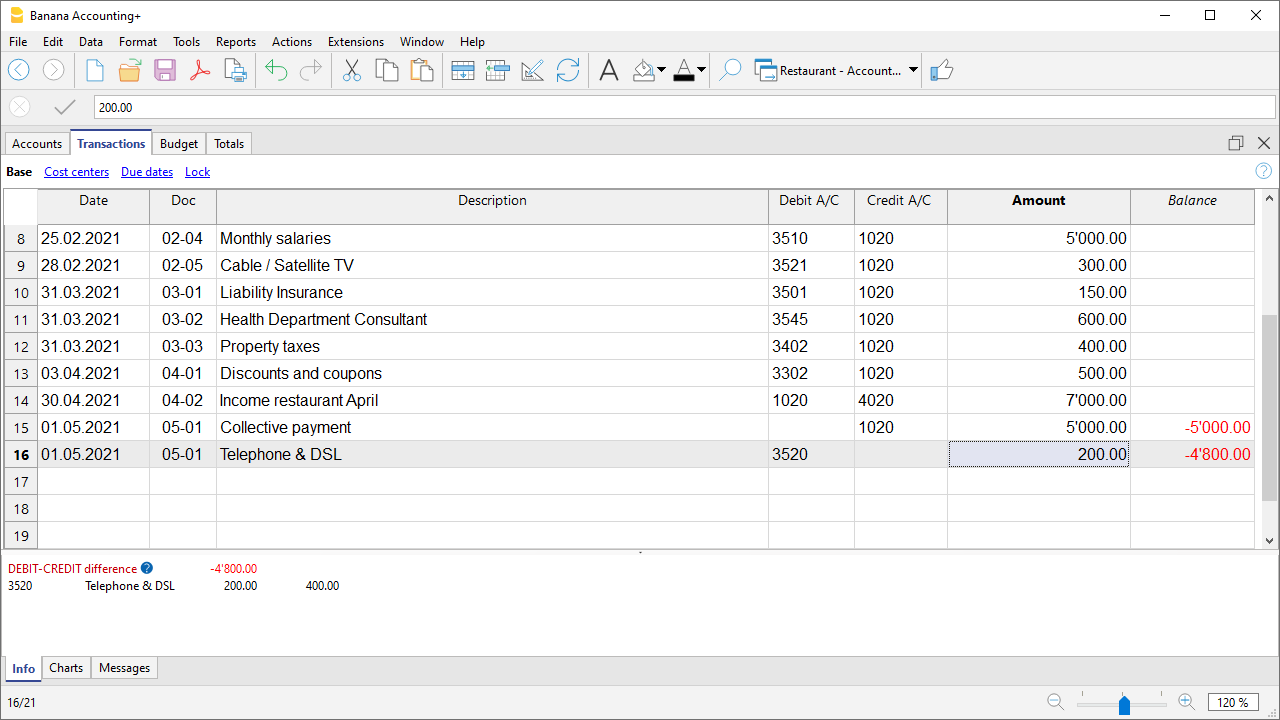 Banana Accounting+
File Edit Data Format Tools Reports Actions Extensions Window Help
Restaurant - Account...
200.00
Accounts Transactions Budget Totals
Base Cost centers Due dates Lock
Date Doc Description Debit A/C Credit A/C Amount Balance
8 25.02.2021 02-04 Monthly salaries 3510 1020 5'000.00
9 28.02.2021 02-05 Cable / Satellite TV 3521 1020 300.00
10 31.03.2021 03-01 Liability Insurance 3501 1020 150.00
11 31.03.2021 03-02 Health Department Consultant 3545 1020 600.00
12 31.03.2021 03-03 Property taxes 3402 1020 400.00
13 03.04.2021 04-01 Discounts and coupons 3302 1020 500.00
14 30.04.2021 04-02 Income restaurant April 1020 4020 7'000.00
15 01.05.2021 05-01 Collective payment 1020 5'000.00 -5'000.00
16 01.05.2021 05-01 Telephone & DSL 3520 200.00 -4'800.00
17
18
19
DEBIT-CREDIT difference ? -4'800.00
3520 Telephone & DSL 200.00 400.00
Info Charts Messages
16/21 120 %